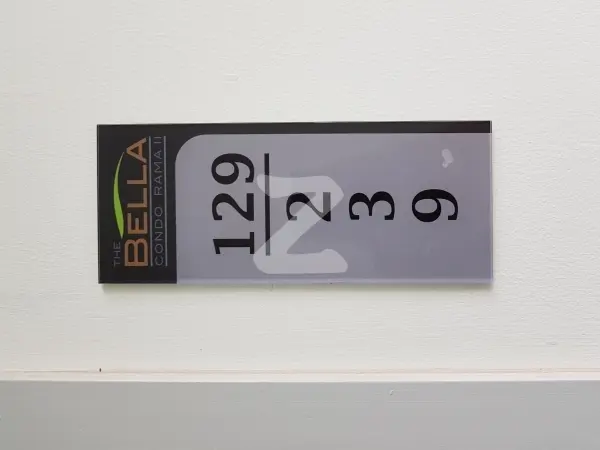 THE
BELLA
CONDO RAMA II
129
2
3
9